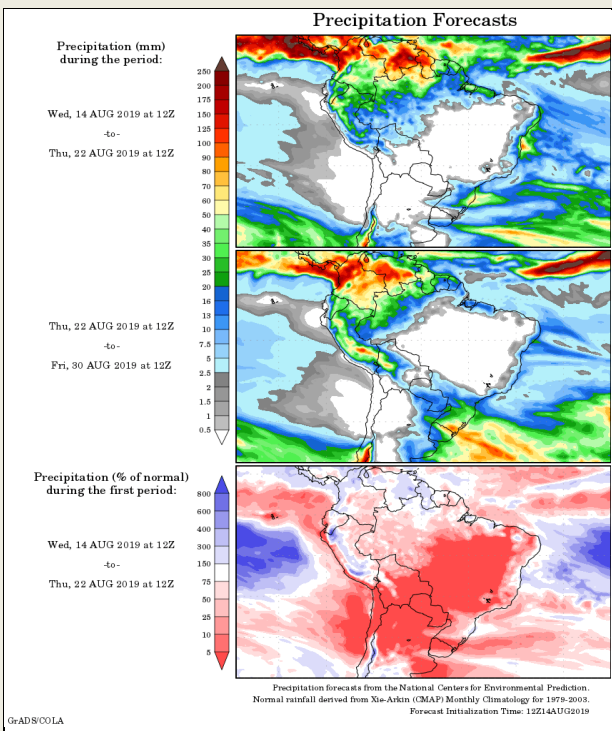 Precipitation Forecasts
Precipitation (mm)
during the period:
Wed, 14 AUG 2019 at 12Z
-to-
Thu, 22 AUG 2019 at 12Z
250
200
175
150
125
100
90
80
70
60
50
40
35
30
25
20
16
13
10
7.5
5
2.5
2
1.5
1
0.5
Thu, 22 AUG 2019 at 12Z
-to-
Fri, 30 AUG 2019 at 12Z
Precipitation (% of normal)
during the first period:
Wed, 14 AUG 2019 at 12Z
-to-
Thu, 22 AUG 2019 at 12Z
800
600
400
300
150
75
50
25
10
5
Precipitation forecasts from the National Centers for Environmental Prediction.
Normal rainfall derived from Xie-Arkin (CMAP) Monthly Climatology for 1979-2003.
Forecast Initialization Time: 12Z14AUG2019
GrADS/COLA